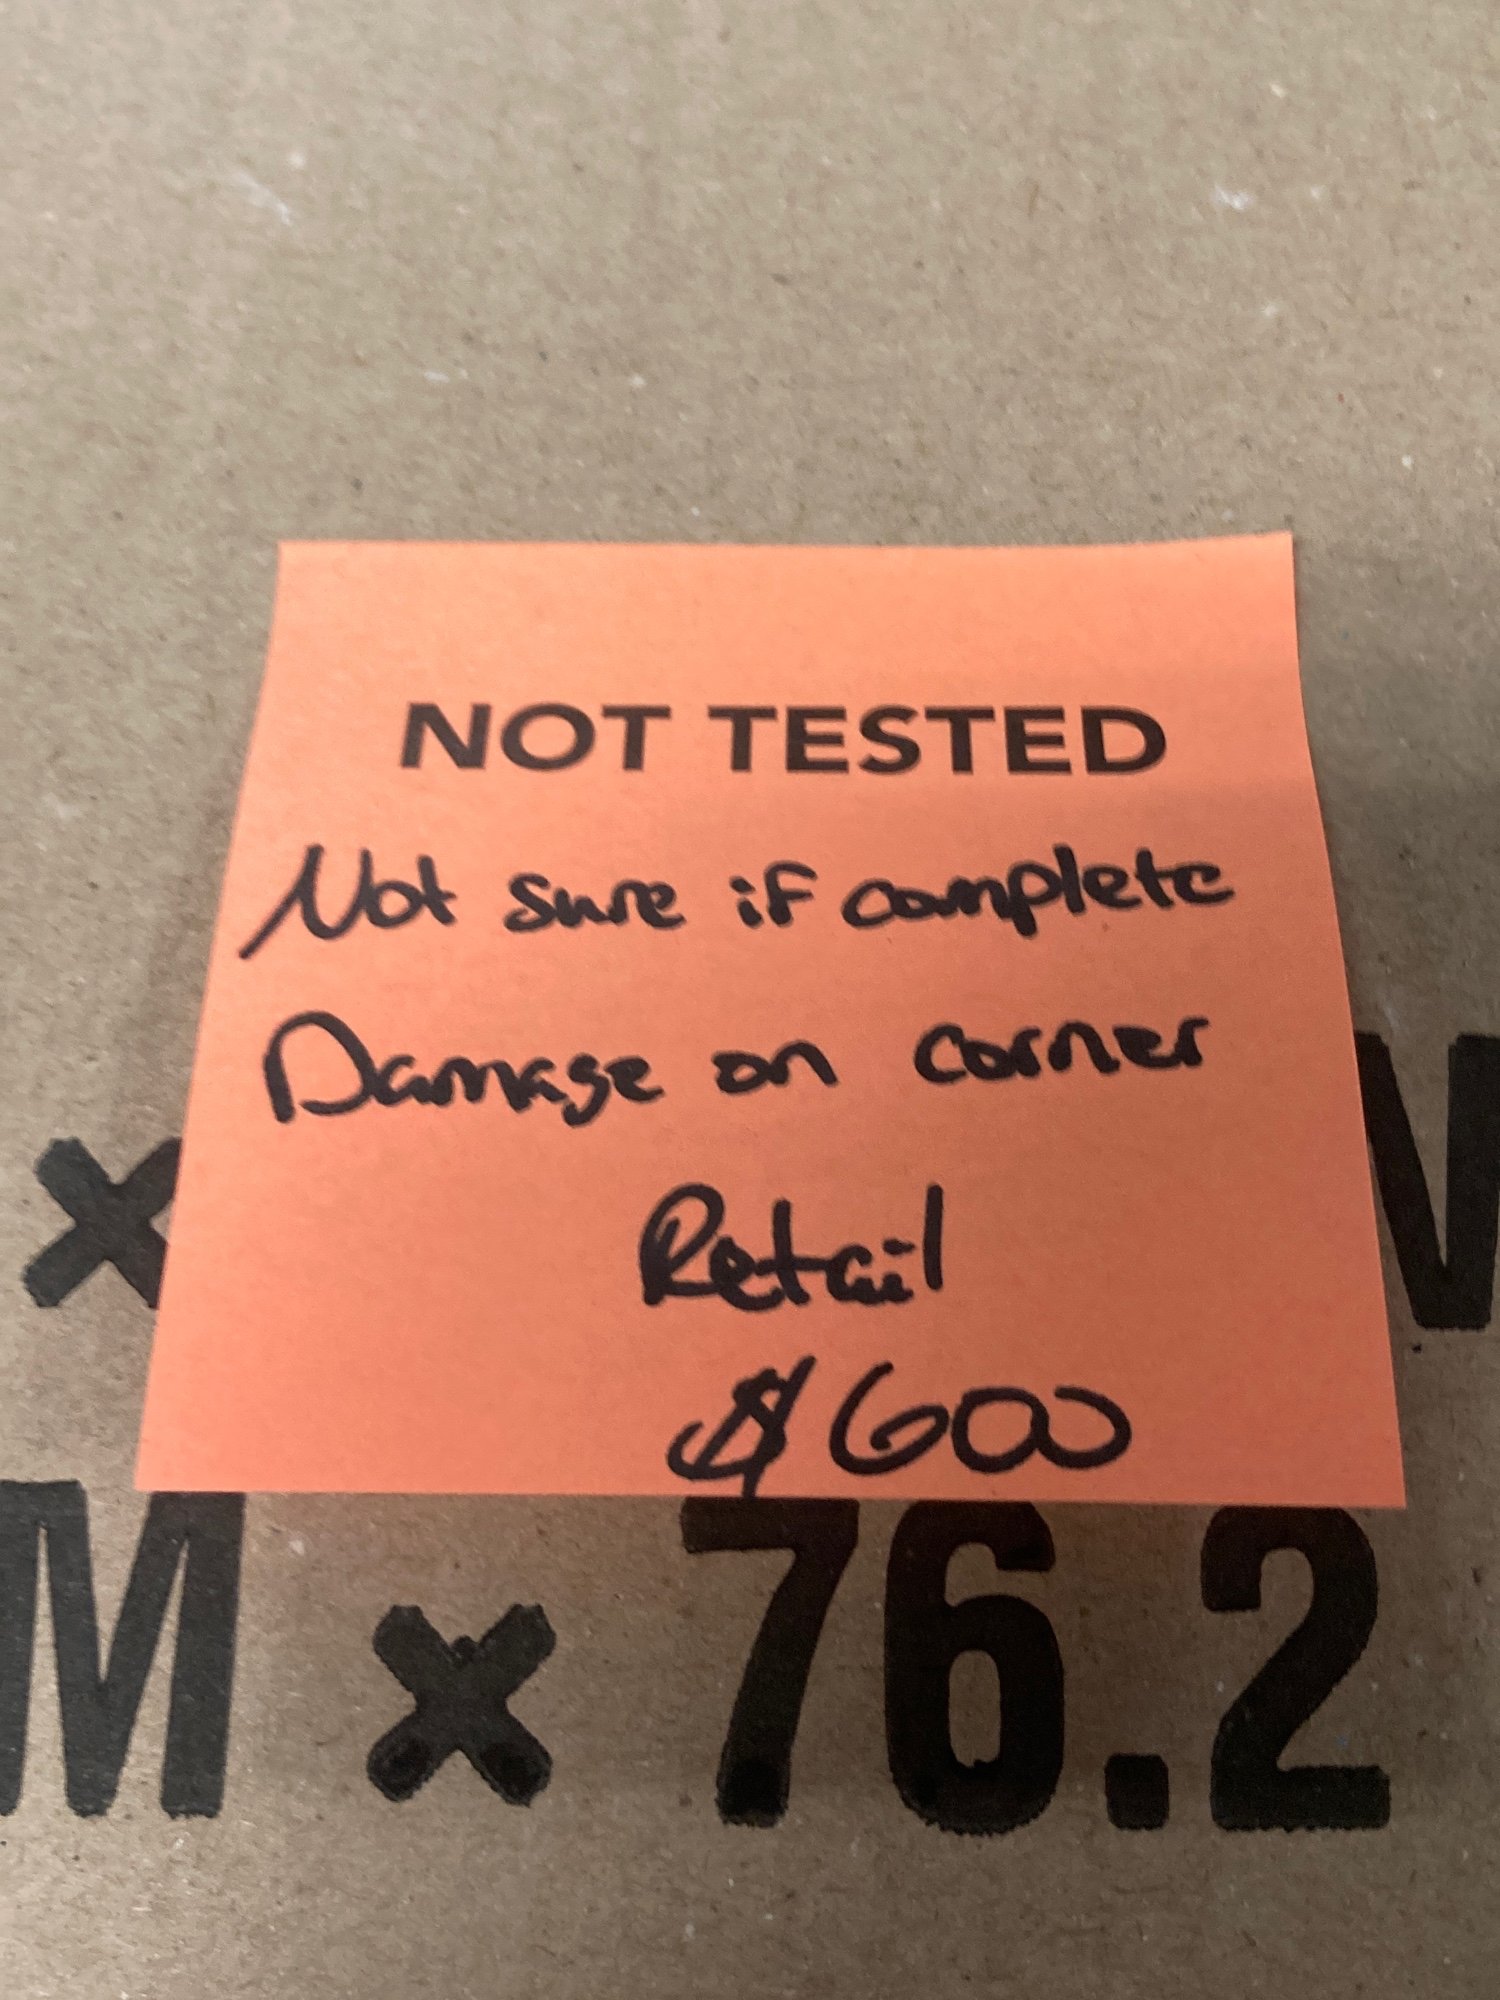 NOT TESTED
Not sure if complete
Damage on corner
Retail
$600
×
M × 76.2